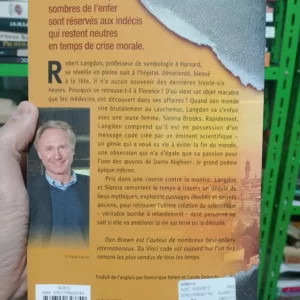 sombres de l'enfer
sont réservés aux indécis
qui restent neutres
en temps de crise morale.
Robert Langdon, professeur de symbologie à Harvard,
se réveille en pleine nuit à l'hôpital. Désorienté, blessé
à la tête, il n'a aucun souvenir des dernières trente-six
heures. Pourquoi se retrouve-t-il à Florence ? D'où vient cet objet macabre
que les médecins ont découvert dans ses affaires ? Quand son monde
vire brutalement au cauchemar, Langdon va s'enfuir
avec une jeune femme, Sienna Brooks. Rapidement,
Langdon comprend qu'il est en possession d'un
message codé créé par un éminent scientifique –
un génie qui a voué sa vie à éviter la fin du monde,
une obsession qui n'a d'égale que sa passion pour
l'une des œuvres de Dante Alighieri : le grand poème
épique Inferno.
Pris dans une course contre la montre, Langdon
et Sienna remontent le temps à travers un dédale de
lieux mythiques, explorant passages dérobés et secrets
anciens, pour retrouver l'ultime création du scientifique
– véritable bombe à retardement – dont personne ne
sait si elle va améliorer la vie sur terre ou la détruire.
Dan Brown est l'auteur de nombreux best-sellers
internationaux. Da Vinci code est aujourd'hui l'un des
romans les plus vendus de tous les temps.
Traduit de l'anglais par Dominique Defert et Carole Delporte